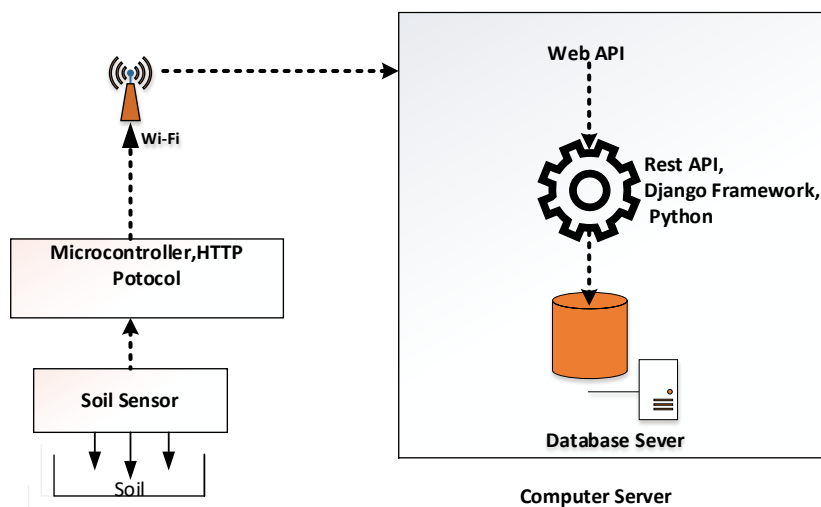 Web API
Wi-Fi
Rest API,
Django Framework,
Python
Microcontroller,HTTP
Potocol
Soil Sensor
Soil
Database Sever
Computer Server